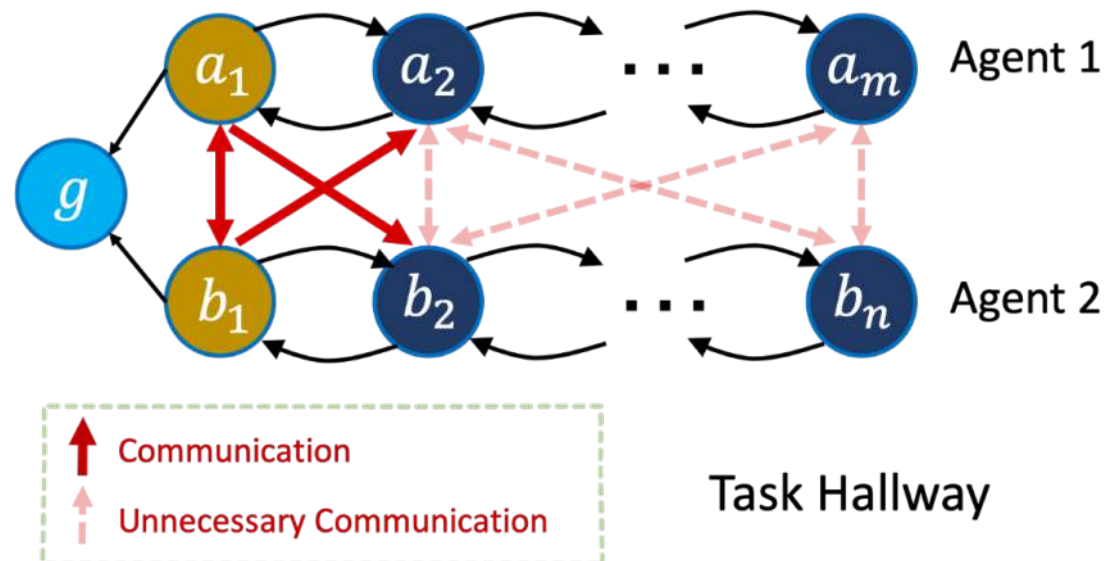 a₁ a₂ ... aₘ Agent 1
g
b₁ b₂ ... bₙ Agent 2
Communication
Unnecessary Communication
Task Hallway